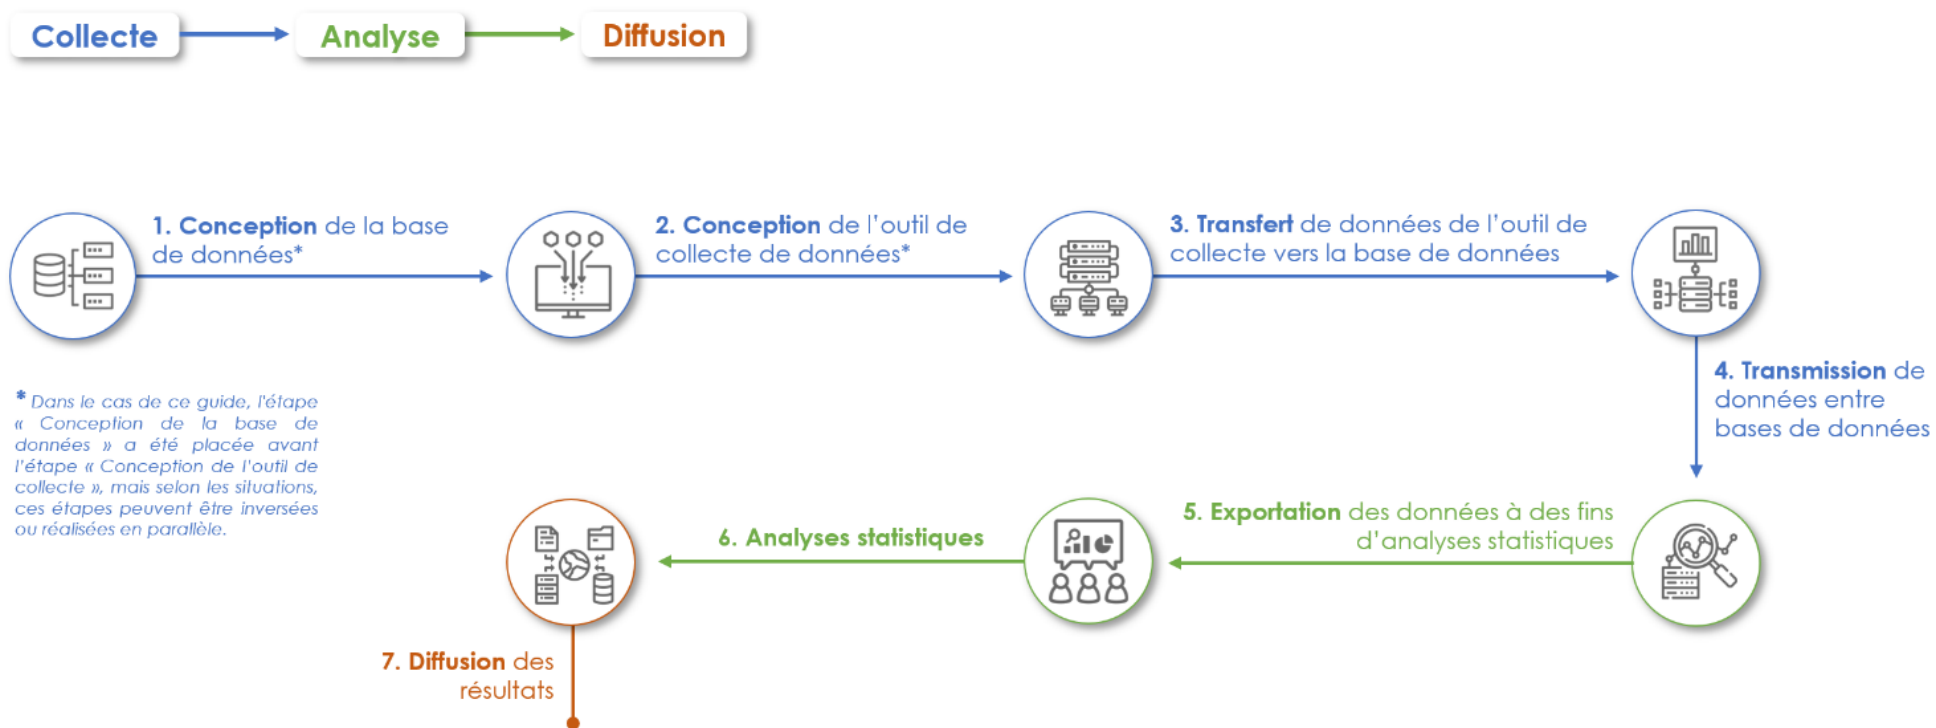 Collecte
Analyse
Diffusion
1. Conception de la base
de données*
2. Conception de l'outil de
collecte de données*
3. Transfert de données de l'outil de
collecte vers la base de données
4. Transmission de
données entre
bases de données
* Dans le cas de ce guide, l'étape
« Conception de la base de
données » a été placée avant
l'étape « Conception de l'outil de
collecte », mais selon les situations,
ces étapes peuvent être inversées
ou réalisées en parallèle.
5. Exportation des données à des fins
d'analyses statistiques
6. Analyses statistiques
7. Diffusion des
résultats